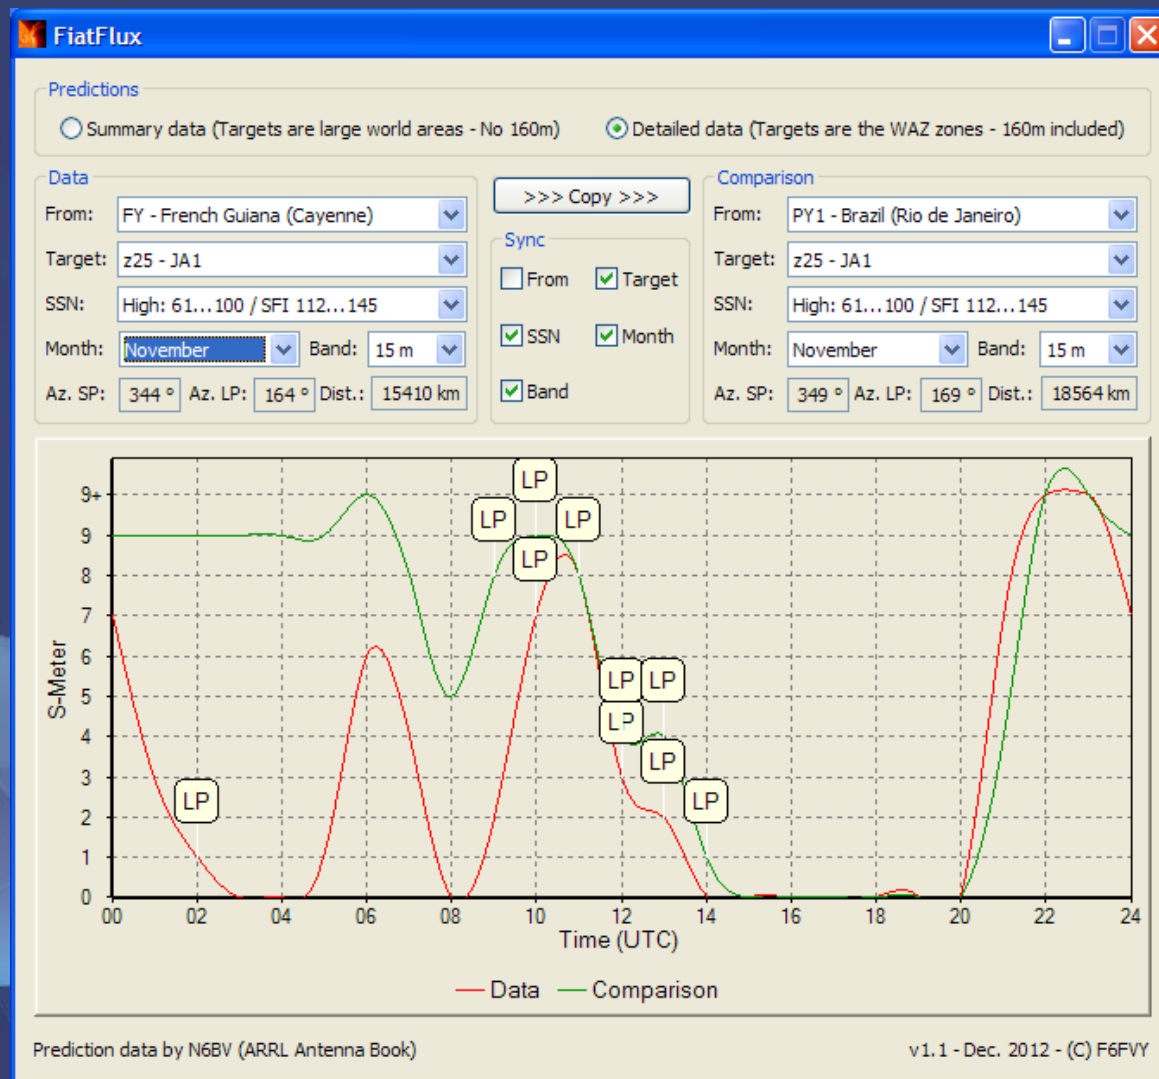 FiatFlux
Predictions
Summary data (Targets are large world areas - No 160m)
Detailed data (Targets are the WAZ zones - 160m included)
Data
From: FY - French Guiana (Cayenne)
Target: z25 - JA1
SSN: High: 61...100 / SFI 112...145
Month: November Band: 15 m
Az. SP: 344 º Az. LP: 164 º Dist.: 15410 km
>>> Copy >>>
Sync
From Target
SSN Month
Band
Comparison
From: PY1 - Brazil (Rio de Janeiro)
Target: z25 - JA1
SSN: High: 61...100 / SFI 112...145
Month: November Band: 15 m
Az. SP: 349 º Az. LP: 169 º Dist.: 18564 km
S-Meter
9+
9
8
7
6
5
4
3
2
1
0
LP
LP LP
LP
LP LP
LP
LP
LP LP
00 02 04 06 08 10 12 14 16 18 20 22 24
Time (UTC)
Data Comparison
Prediction data by N6BV (ARRL Antenna Book)
v1.1 - Dec. 2012 - (C) F6FVY